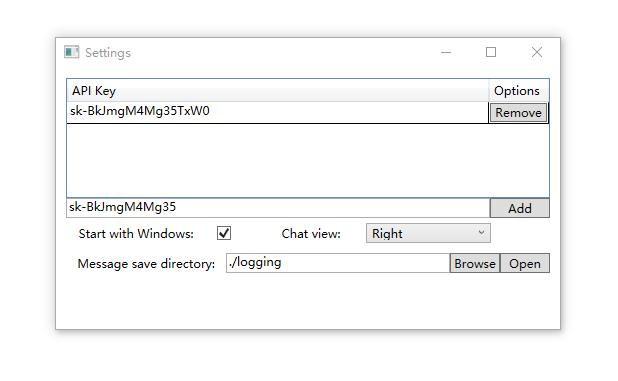 Settings
API Key Options
sk-BkJmgM4Mg35TxW0 Remove
sk-BkJmgM4Mg35 Add
Start with Windows: Chat view: Right
Message save directory: ./logging Browse Open